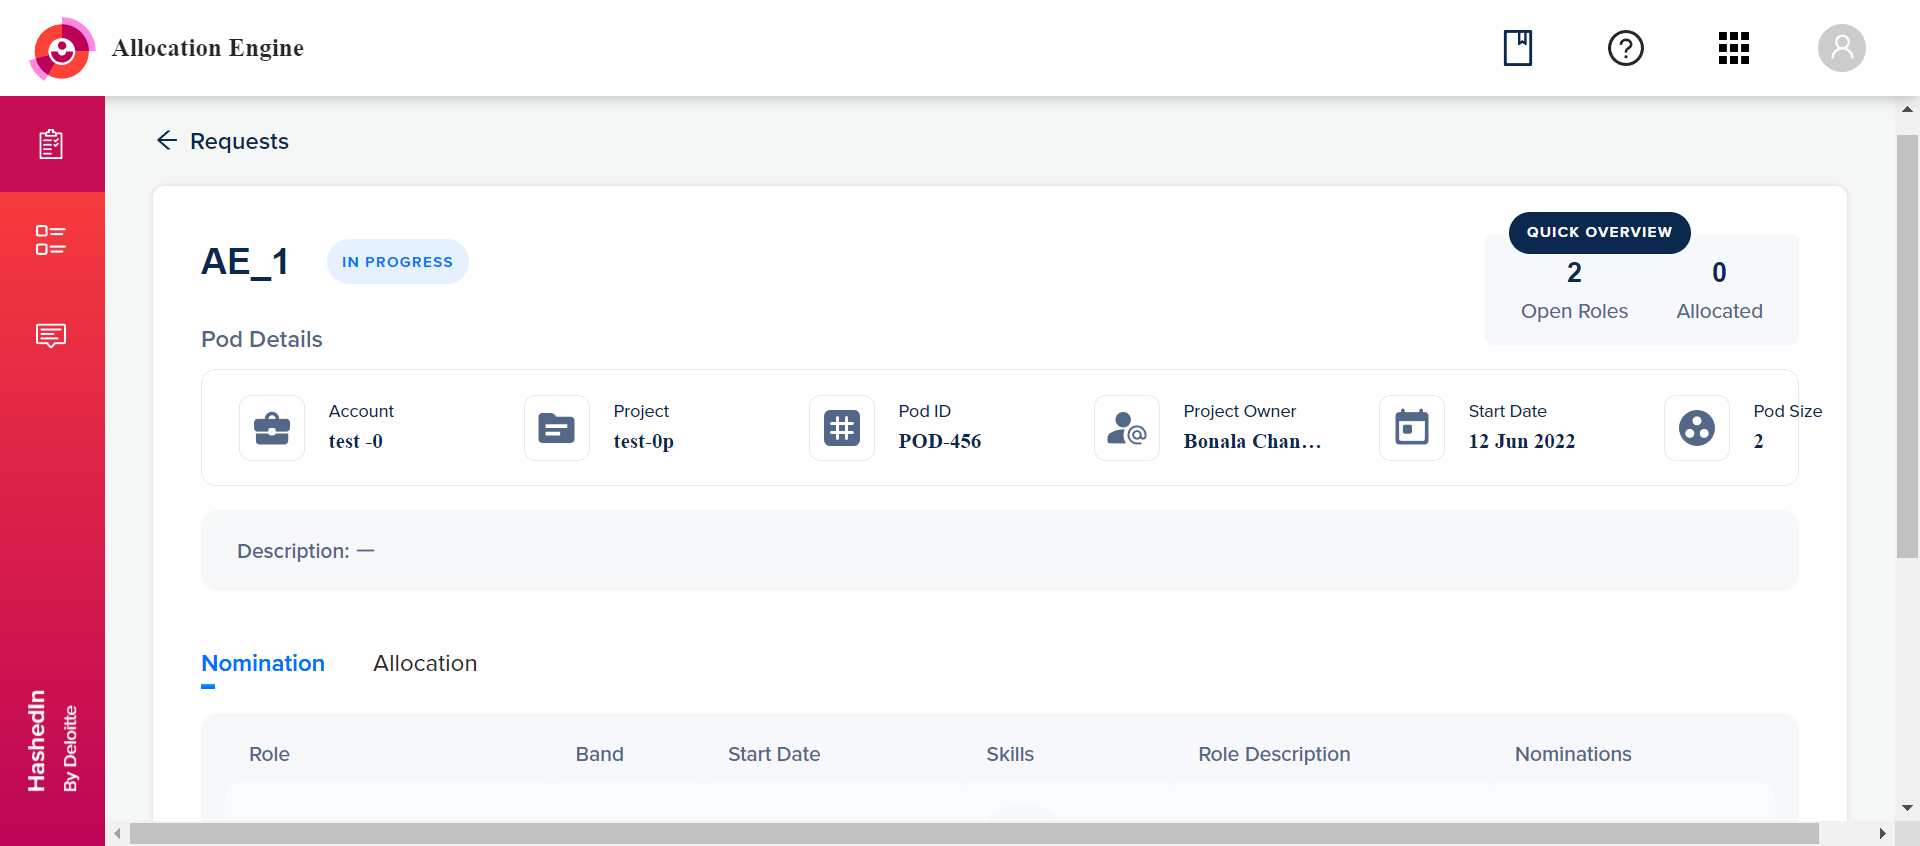 Allocation Engine
Requests
AE_1
IN PROGRESS
QUICK OVERVIEW
2
0
Open Roles
Allocated
Pod Details
Account
test -0
Project
test-0p
Pod ID
POD-456
Project Owner
Bonala Chan...
Start Date
12 Jun 2022
Pod Size
2
Description: —
Nomination
Allocation
Role
Band
Start Date
Skills
Role Description
Nominations
HashedIn
By Deloitte